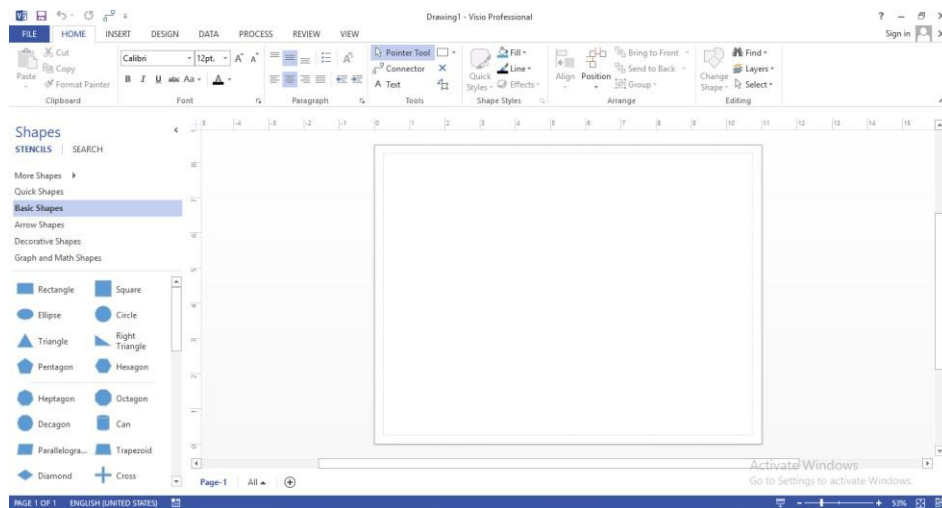 Drawing1 - Visio Professional
?
FILE HOME INSERT DESIGN DATA PROCESS REVIEW VIEW
Sign in
Paste
Cut
Copy
Format Painter
Clipboard
Calibri 12pt.
B I U abc Aa A
Font
Paragraph
Pointer Tool
Connector
A Text
Tools
Quick Styles
Fill
Line
Effects
Shape Styles
Align
Position
Bring to Front
Send to Back
Group
Arrange
Change Shape
Find
Layers
Select
Editing
Shapes
STENCILS SEARCH
More Shapes
Quick Shapes
Basic Shapes
Arrow Shapes
Decorative Shapes
Graph and Math Shapes
Rectangle Square
Ellipse Circle
Triangle Right Triangle
Pentagon Hexagon
Heptagon Octagon
Decagon Can
Parallelogra... Trapezoid
Diamond Cross
Page-1 All
Activate Windows
Go to Settings to activate Windows.
PAGE 1 OF 1 ENGLISH (UNITED STATES) 53%